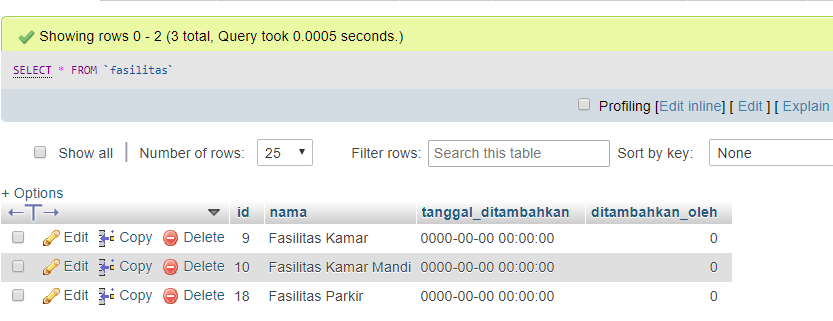 Showing rows 0 - 2 (3 total, Query took 0.0005 seconds.)
SELECT * FROM `fasilitas`
Profiling [Edit inline] [ Edit ] [ Explain
Show all | Number of rows: 25 Filter rows: Search this table Sort by key: None
+ Options
←T→ id nama tanggal_ditambahkan ditambahkan_oleh
Edit Copy Delete 9 Fasilitas Kamar 0000-00-00 00:00:00 0
Edit Copy Delete 10 Fasilitas Kamar Mandi 0000-00-00 00:00:00 0
Edit Copy Delete 18 Fasilitas Parkir 0000-00-00 00:00:00 0